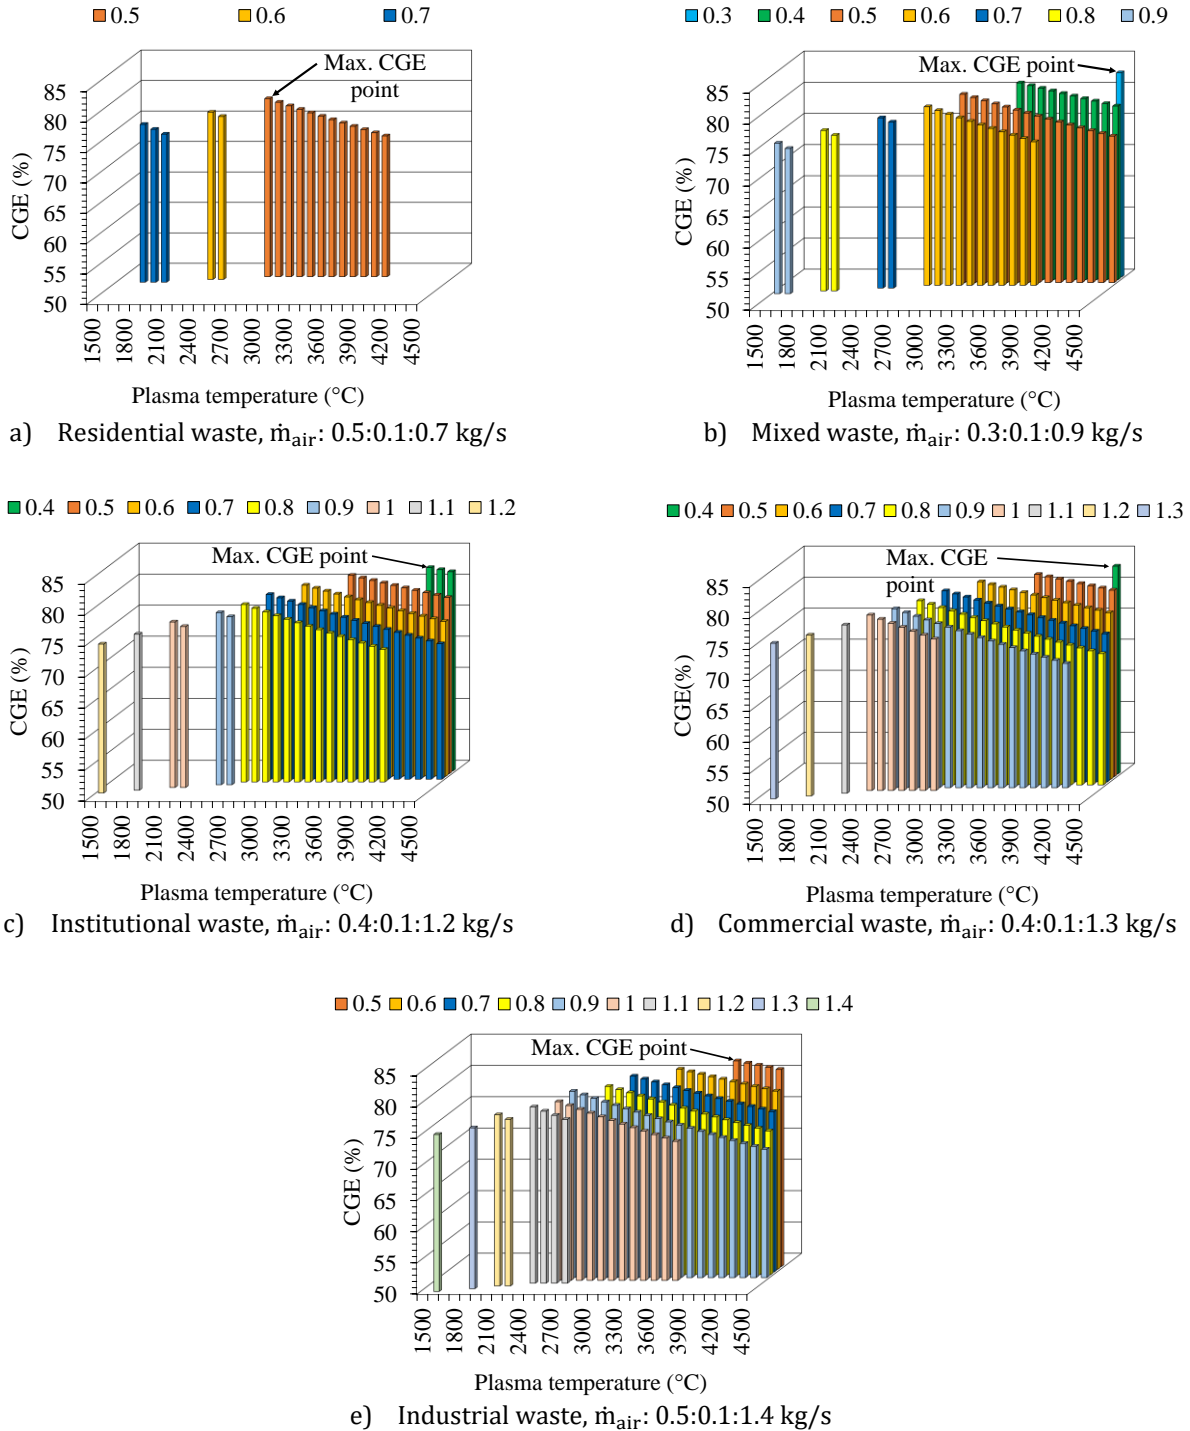 0.5 0.6 0.7
Max. CGE
point
85
80
75
70
65
60
55
50
CGE (%)
1500 1800 2100 2400 2700 3000 3300 3600 3900 4200 4500
Plasma temperature (°C)
a) Residential waste, ṁair: 0.5:0.1:0.7 kg/s
0.3 0.4 0.5 0.6 0.7 0.8 0.9
Max. CGE point
85
80
75
70
65
60
55
50
CGE (%)
1500 1800 2100 2400 2700 3000 3300 3600 3900 4200 4500
Plasma temperature (°C)
b) Mixed waste, ṁair: 0.3:0.1:0.9 kg/s
0.4 0.5 0.6 0.7 0.8 0.9 1 1.1 1.2
Max. CGE point
85
80
75
70
65
60
55
50
CGE (%)
1500 1800 2100 2400 2700 3000 3300 3600 3900 4200 4500
Plasma temperature (°C)
c) Institutional waste, ṁair: 0.4:0.1:1.2 kg/s
0.4 0.5 0.6 0.7 0.8 0.9 1 1.1 1.2 1.3
Max. CGE
point
85
80
75
70
65
60
55
50
CGE(%)
1500 1800 2100 2400 2700 3000 3300 3600 3900 4200 4500
Plasma temperature (°C)
d) Commercial waste, ṁair: 0.4:0.1:1.3 kg/s
0.5 0.6 0.7 0.8 0.9 1 1.1 1.2 1.3 1.4
Max. CGE point
85
80
75
70
65
60
55
50
CGE (%)
1500 1800 2100 2400 2700 3000 3300 3600 3900 4200 4500
Plasma temperature (°C)
e) Industrial waste, ṁair: 0.5:0.1:1.4 kg/s